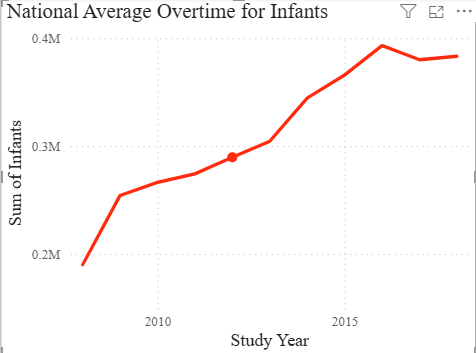 National Average Overtime for Infants
0.4M
0.3M
0.2M
Sum of Infants
2010
2015
Study Year